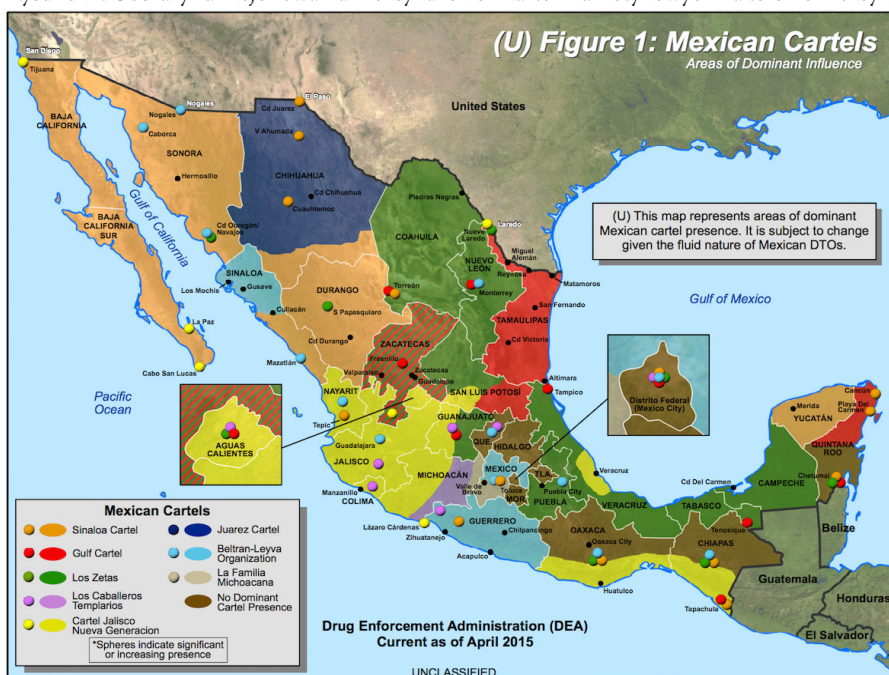 (U) Figure 1: Mexican Cartels
Areas of Dominant Influence
San Diego
Tijuana
BAJA
CALIFORNIA
Nogales
Nogales
Caborca
SONORA
Hermosillo
El Paso
Cd Juarez
V Ahumada
CHIHUAHUA
Cd Chihuahua
Cuauhtemoc
United States
BAJA
CALIFORNIA
SUR
Gulf of California
Cd Obregón/
Navajos
Piedras Negras
COAHUILA
Laredo
Nuevo
Laredo
NUEVO
LEÓN
Miguel
Alemán
Reynosa
Matamoros
(U) This map represents areas of dominant
Mexican cartel presence. It is subject to change
given the fluid nature of Mexican DTOs.
SINALOA
Los Mochis
Gusave
Culiacán
DURANGO
Torreón
S Papasquiaro
Monterrey
San Fernando
TAMAULIPAS
Cd Victoria
Gulf of Mexico
La Paz
Cabo San Lucas
Mazatlán
Cd Durango
ZACATECAS
Fresnillo
Valparaiso
Zacatecas
Guadalupe
SAN LUIS POTOSÍ
Altimara
Tampico
Distrito Federal
(Mexico City)
Pacific
Ocean
AGUAS
CALIENTES
NAYARIT
Tepic
Guadalajara
JALISCO
Manzanillo
COLIMA
GUANAJUATO
QUE
HIDALGO
MICHOACÁN
MEXICO
Valle de
Bravo
Toluca
MOR
TLA
Puebla City
PUEBLA
Veracruz
VERACRUZ
Cd Del Carmen
TABASCO
Tenosique
CAMPECHE
Merida
YUCATÁN
Cancún
Playa Del
Carmen
QUINTANA
ROO
Chetumal
Belize
Lázaro Cárdenas
Zihuatanejo
GUERRERO
Chilpancingo
Acapulco
OAXACA
Oaxaca City
Huatulco
CHIAPAS
Tapachula
Guatemala
Honduras
El Salvador
Mexican Cartels
Sinaloa Cartel
Gulf Cartel
Los Zetas
Los Caballeros
Templarios
Cartel Jalisco
Nueva Generacion
Juarez Cartel
Beltran-Leyva
Organization
La Familia
Michoacana
No Dominant
Cartel Presence
*Spheres indicate significant
or increasing presence
Drug Enforcement Administration (DEA)
Current as of April 2015
UNCLASSIFIED